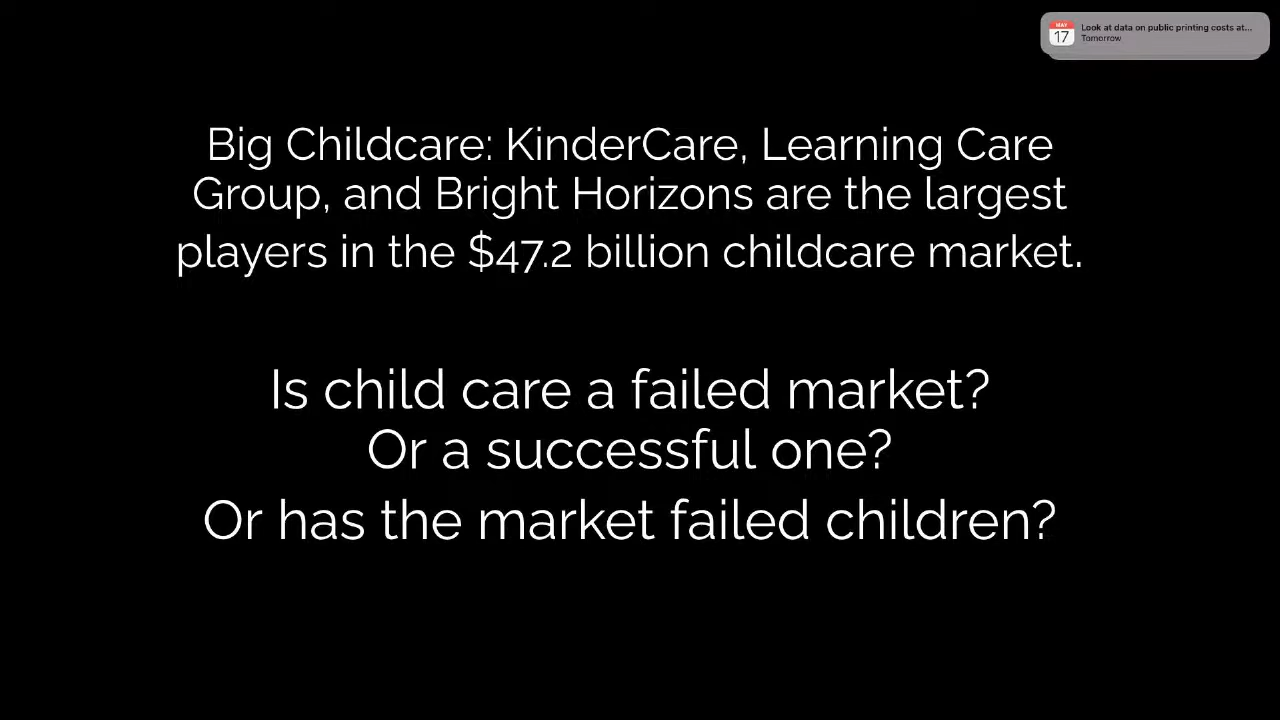 MAY
17
Look at data on public printing costs at...
Tomorrow
Big Childcare: KinderCare, Learning Care
Group, and Bright Horizons are the largest
players in the $47.2 billion childcare market.
Is child care a failed market?
Or a successful one?
Or has the market failed children?